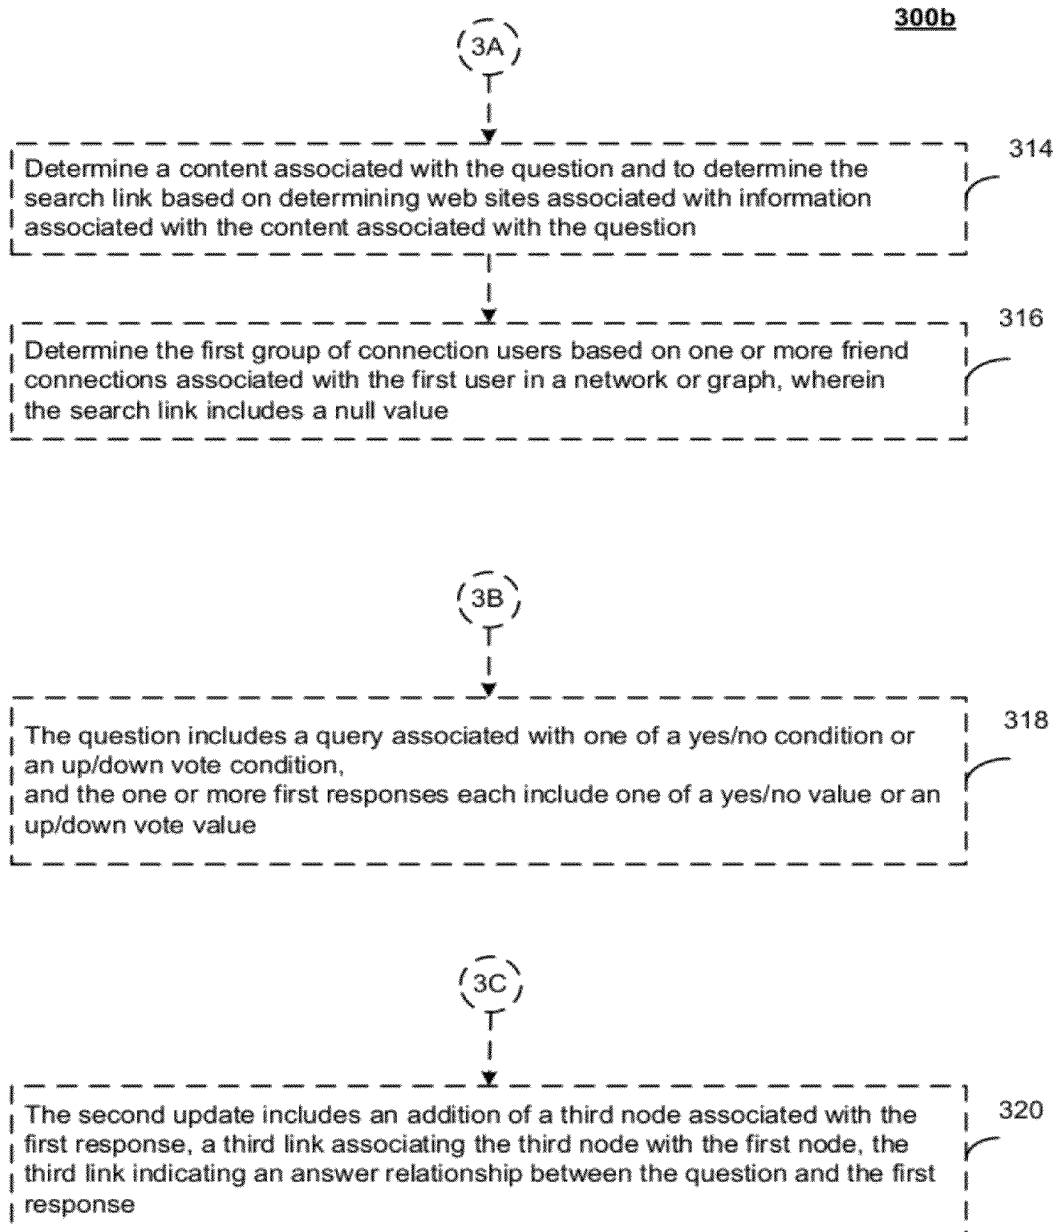 300b
3A
Determine a content associated with the question and to determine the
search link based on determining web sites associated with information
associated with the content associated with the question
314
Determine the first group of connection users based on one or more friend
connections associated with the first user in a network or graph, wherein
the search link includes a null value
316
3B
The question includes a query associated with one of a yes/no condition or
an up/down vote condition,
and the one or more first responses each include one of a yes/no value or an
up/down vote value
318
3C
The second update includes an addition of a third node associated with the
first response, a third link associating the third node with the first node, the
third link indicating an answer relationship between the question and the first
response
320